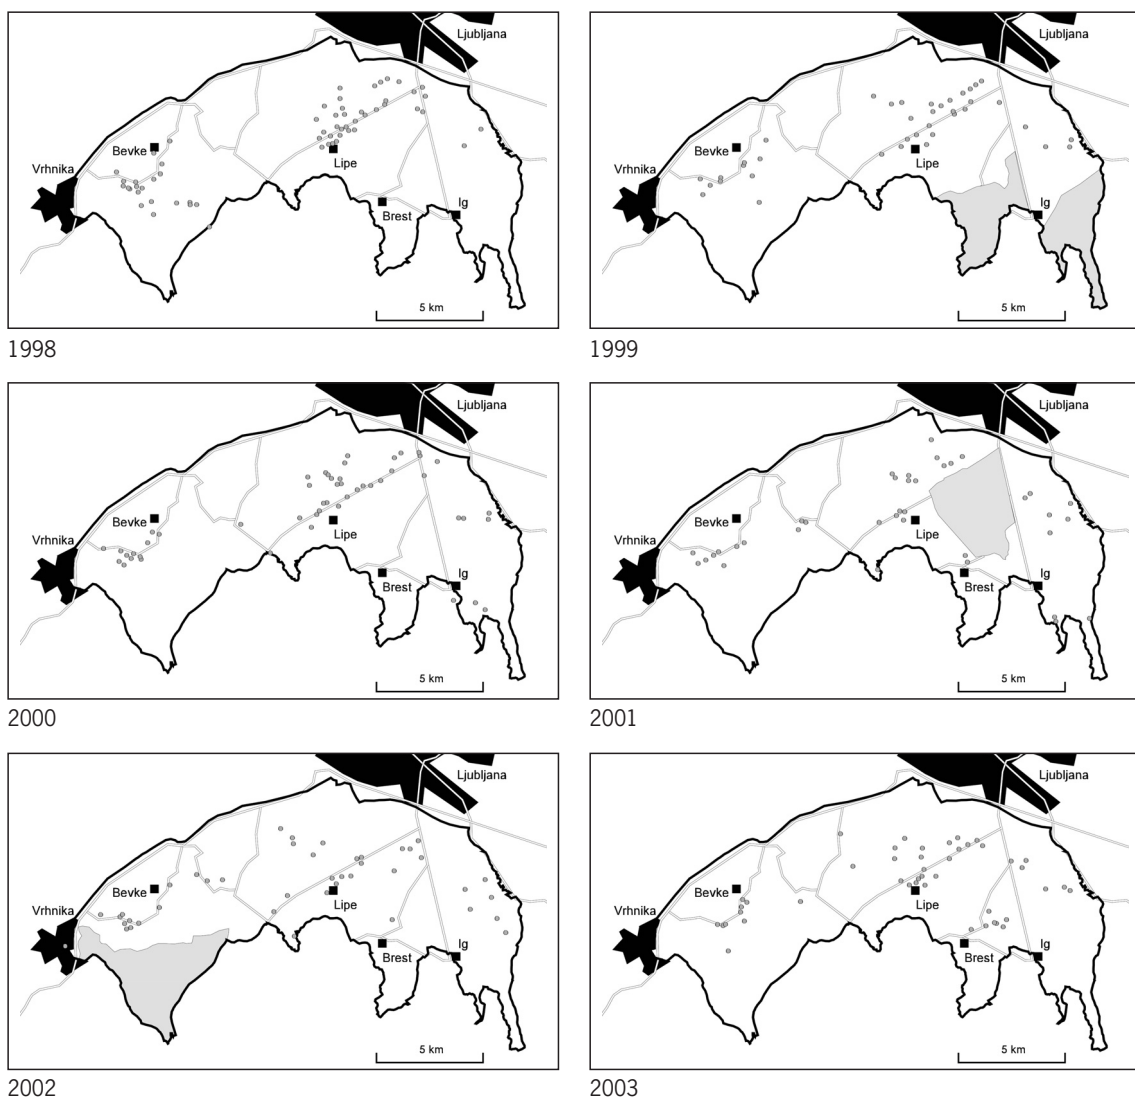 Ljubljana
Bevke
Vrhnika
Lipe
Brest
Ig
5 km
1998
Ljubljana
Bevke
Vrhnika
Lipe
Ig
5 km
1999
Ljubljana
Bevke
Vrhnika
Lipe
Brest
Ig
5 km
2000
Ljubljana
Bevke
Vrhnika
Lipe
Brest
Ig
5 km
2001
Ljubljana
Bevke
Vrhnika
Lipe
Brest
Ig
5 km
2002
Ljubljana
Bevke
Vrhnika
Lipe
Brest
Ig
5 km
2003